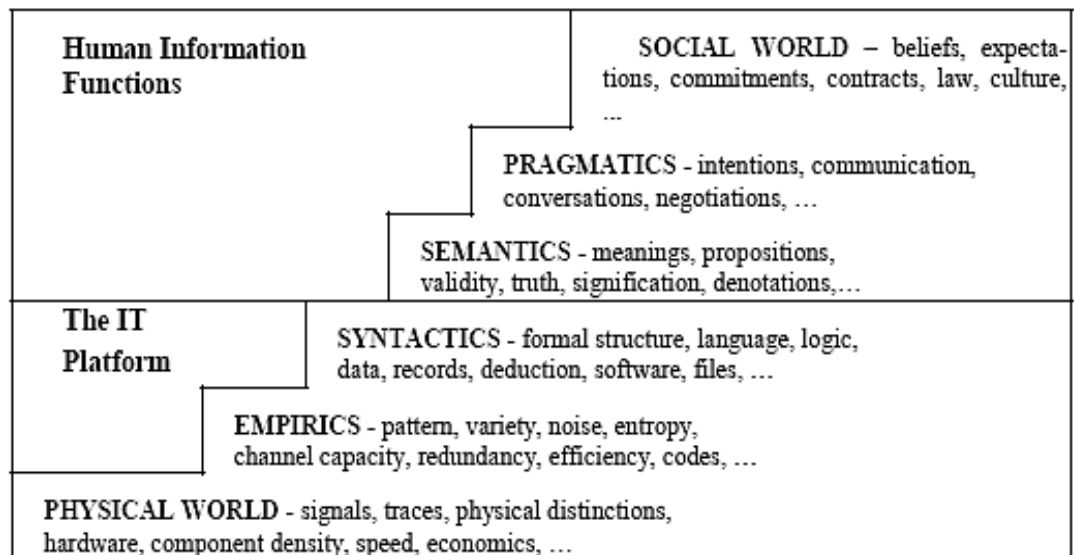 Human Information
Functions
SOCIAL WORLD – beliefs, expecta-
tions, commitments, contracts, law, culture,
...
PRAGMATICS - intentions, communication,
conversations, negotiations, …
SEMANTICS - meanings, propositions,
validity, truth, signification, denotations,…
The IT
Platform
SYNTACTICS - formal structure, language, logic,
data, records, deduction, software, files, …
EMPIRICS - pattern, variety, noise, entropy,
channel capacity, redundancy, efficiency, codes, …
PHYSICAL WORLD - signals, traces, physical distinctions,
hardware, component density, speed, economics, …